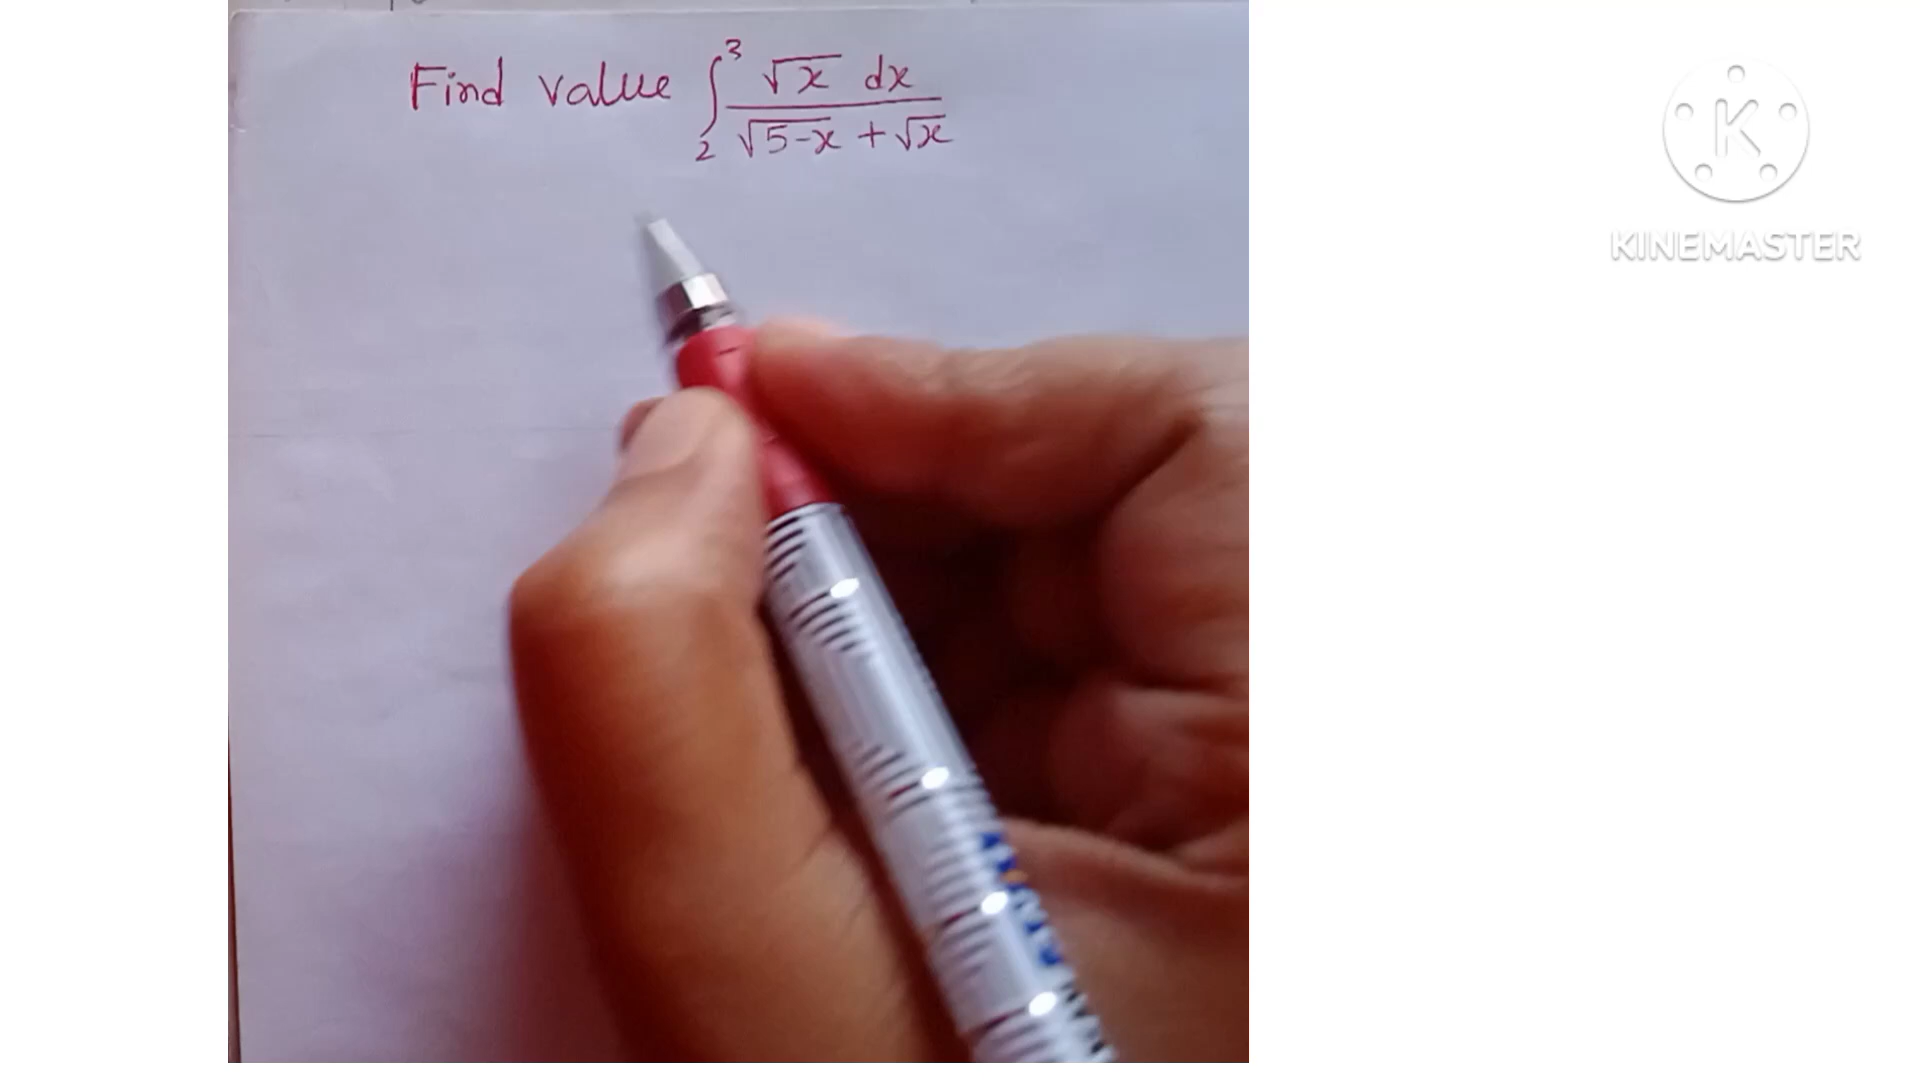 Find value ∫₂³ √x dx / (√5-x + √x)
K
KINEMASTER